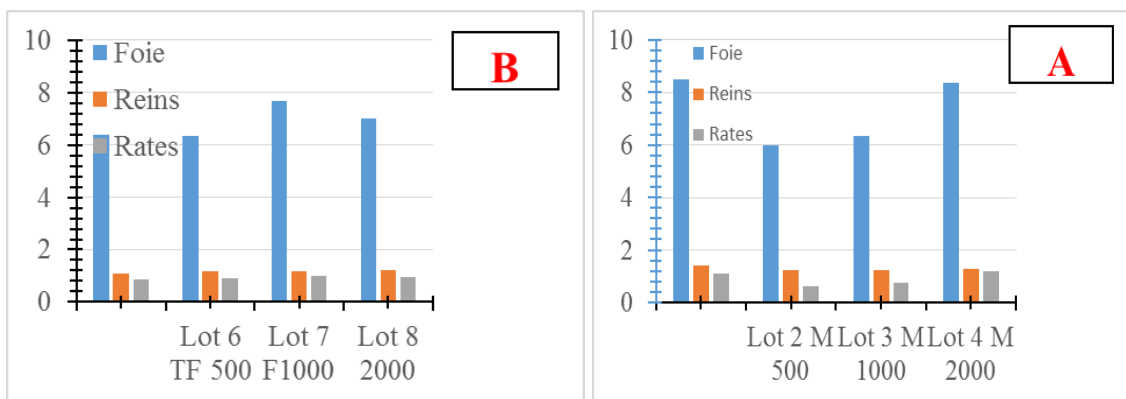 10
8
6
4
2
0
Foie
Reins
Rates
B
Lot 6
TF 500
Lot 7
F1000
Lot 8
2000
10
8
6
4
2
0
Foie
Reins
Rates
A
Lot 2 M
500
Lot 3 M
1000
Lot 4 M
2000